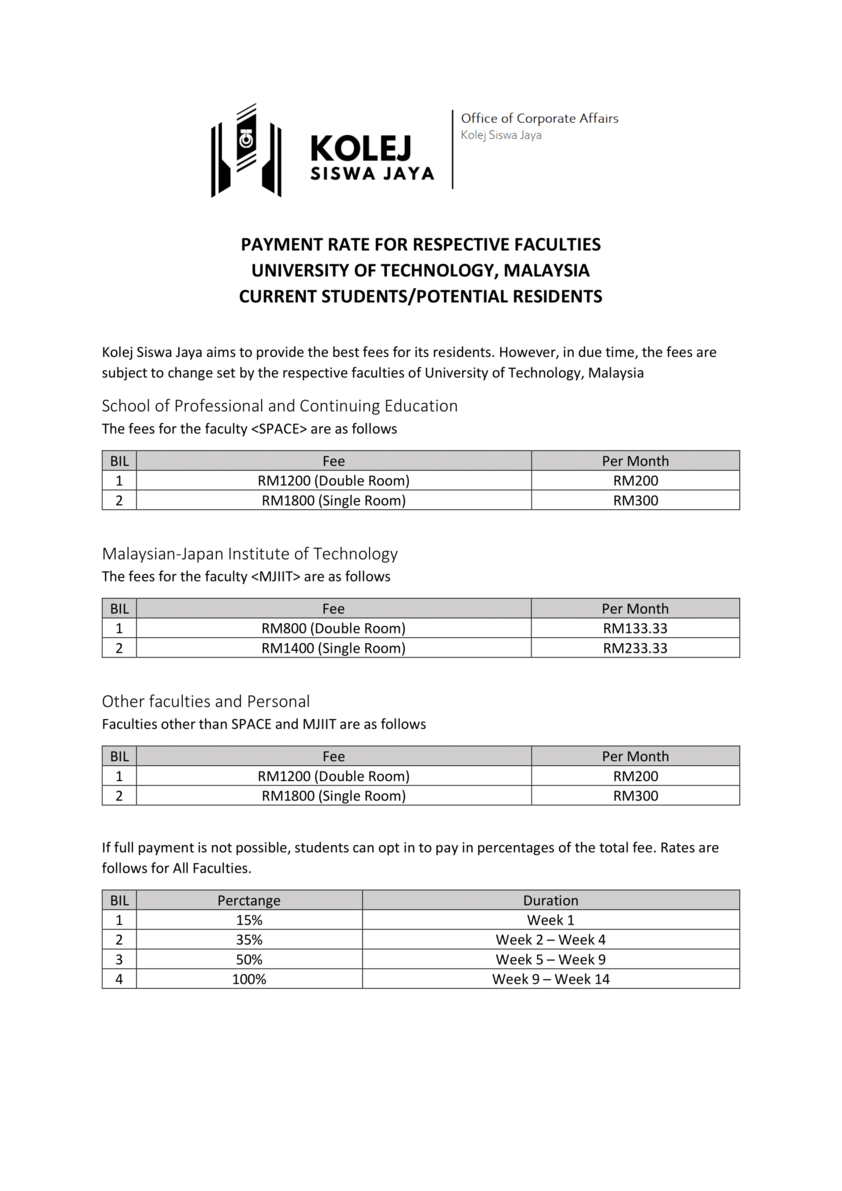 KOLEJ
SISWA JAYA
Office of Corporate Affairs
Kolej Siswa Jaya
PAYMENT RATE FOR RESPECTIVE FACULTIES
UNIVERSITY OF TECHNOLOGY, MALAYSIA
CURRENT STUDENTS/POTENTIAL RESIDENTS
Kolej Siswa Jaya aims to provide the best fees for its residents. However, in due time, the fees are
subject to change set by the respective faculties of University of Technology, Malaysia
School of Professional and Continuing Education
The fees for the faculty <SPACE> are as follows
BIL Fee Per Month
1 RM1200 (Double Room) RM200
2 RM1800 (Single Room) RM300
Malaysian-Japan Institute of Technology
The fees for the faculty <MJIIT> are as follows
BIL Fee Per Month
1 RM800 (Double Room) RM133.33
2 RM1400 (Single Room) RM233.33
Other faculties and Personal
Faculties other than SPACE and MJIIT are as follows
BIL Fee Per Month
1 RM1200 (Double Room) RM200
2 RM1800 (Single Room) RM300
If full payment is not possible, students can opt in to pay in percentages of the total fee. Rates are
follows for All Faculties.
BIL Perctange Duration
1 15% Week 1
2 35% Week 2 – Week 4
3 50% Week 5 – Week 9
4 100% Week 9 – Week 14